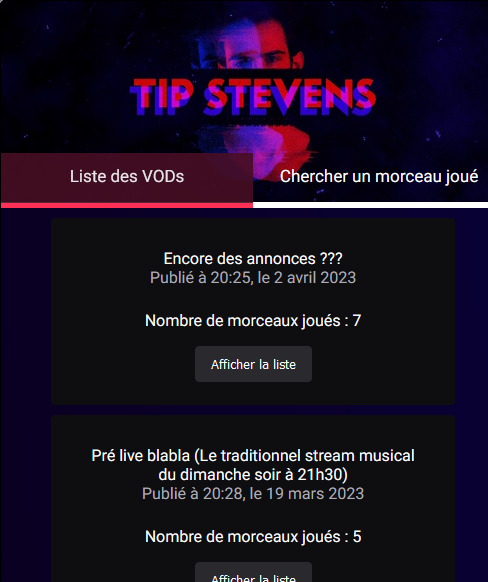 TIP STEVENS
Liste des VODs
Chercher un morceau joué
Encore des annonces ???
Publié à 20:25, le 2 avril 2023
Nombre de morceaux joués : 7
Afficher la liste
Pré live blabla (Le traditionnel stream musical
du dimanche soir à 21h30)
Publié à 20:28, le 19 mars 2023
Nombre de morceaux joués : 5
Afficher la liste